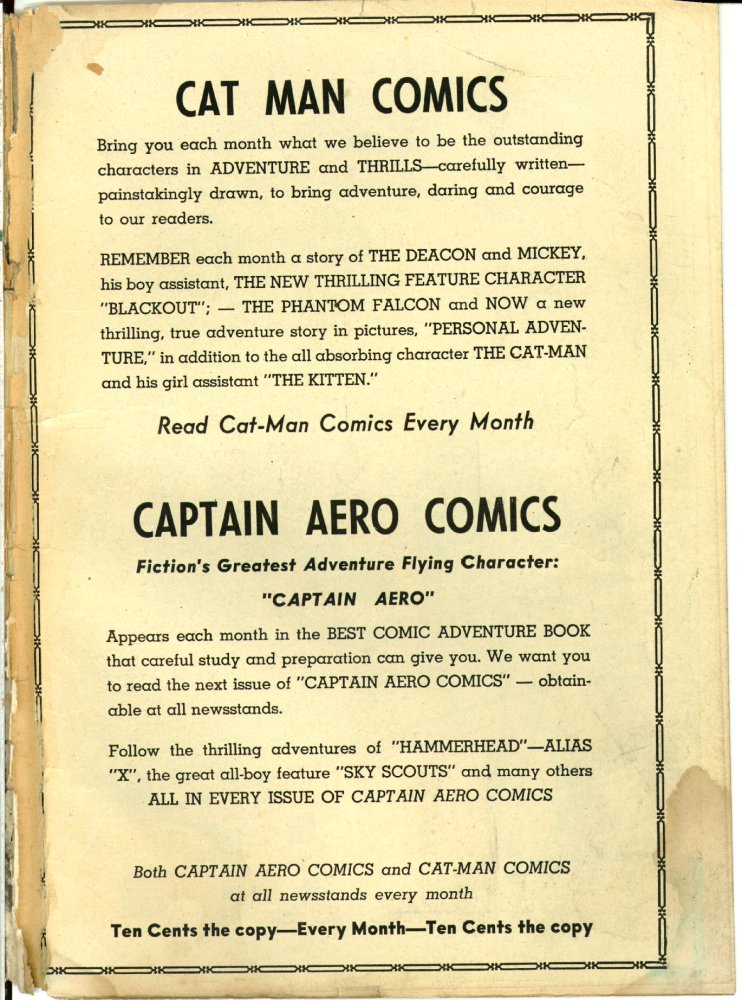 CAT MAN COMICS
Bring you each month what we believe to be the outstanding
characters in ADVENTURE and THRILLS—carefully written—
painstakingly drawn, to bring adventure, daring and courage
to our readers.
REMEMBER each month a story of THE DEACON and MICKEY,
his boy assistant, THE NEW THRILLING FEATURE CHARACTER
"BLACKOUT"; — THE PHANTOM FALCON and NOW a new
thrilling, true adventure story in pictures, "PERSONAL ADVEN-
TURE," in addition to the all absorbing character THE CAT-MAN
and his girl assistant "THE KITTEN."
Read Cat-Man Comics Every Month
CAPTAIN AERO COMICS
Fiction's Greatest Adventure Flying Character:
"CAPTAIN AERO"
Appears each month in the BEST COMIC ADVENTURE BOOK
that careful study and preparation can give you. We want you
to read the next issue of "CAPTAIN AERO COMICS" — obtain-
able at all newsstands.
Follow the thrilling adventures of "HAMMERHEAD"—ALIAS
"X", the great all-boy feature "SKY SCOUTS" and many others
ALL IN EVERY ISSUE OF CAPTAIN AERO COMICS
Both CAPTAIN AERO COMICS and CAT-MAN COMICS
at all newsstands every month
Ten Cents the copy—Every Month—Ten Cents the copy